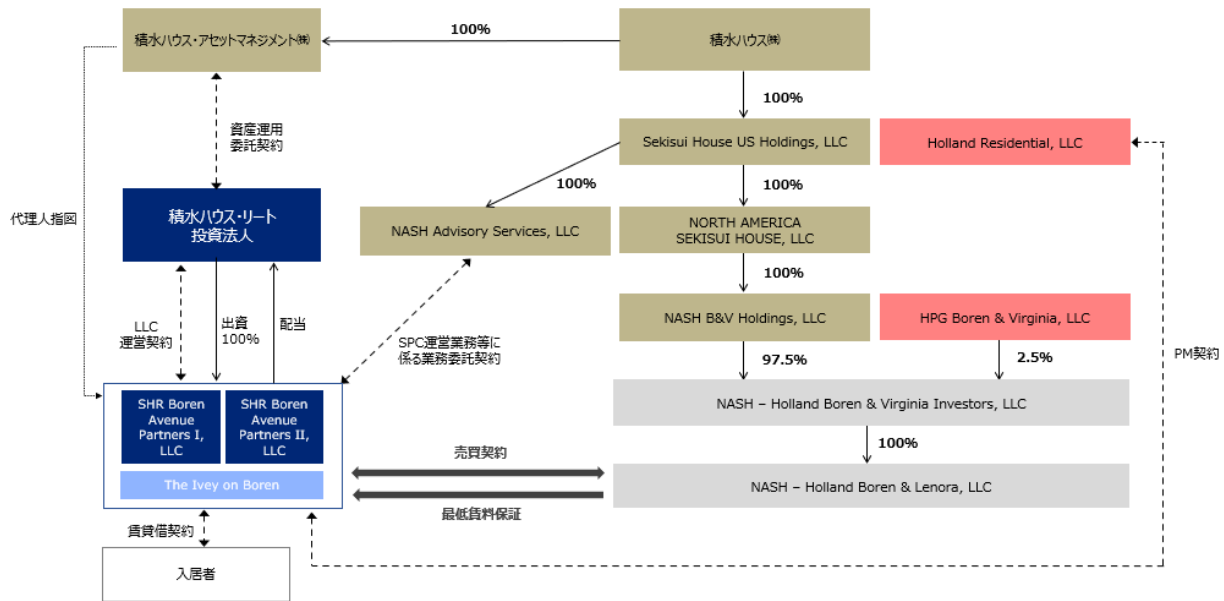 積水ハウス・アセットマネジメント㈱
100%
積水ハウス㈱
100%
資産運用
委託契約
Sekisui House US Holdings, LLC
Holland Residential, LLC
100%
100%
代理人指図
積水ハウス・リート
投資法人
NASH Advisory Services, LLC
NORTH AMERICA
SEKISUI HOUSE, LLC
100%
LLC
運営契約
出資
100%
配当
SPC運営業務等に
係る業務委託契約
NASH B&V Holdings, LLC
HPG Boren & Virginia, LLC
PM契約
97.5%
2.5%
SHR Boren
Avenue
Partners I,
LLC
SHR Boren
Avenue
Partners II,
LLC
NASH – Holland Boren & Virginia Investors, LLC
100%
売買契約
The Ivey on Boren
NASH – Holland Boren & Lenora, LLC
最低賃料保証
賃貸借契約
入居者